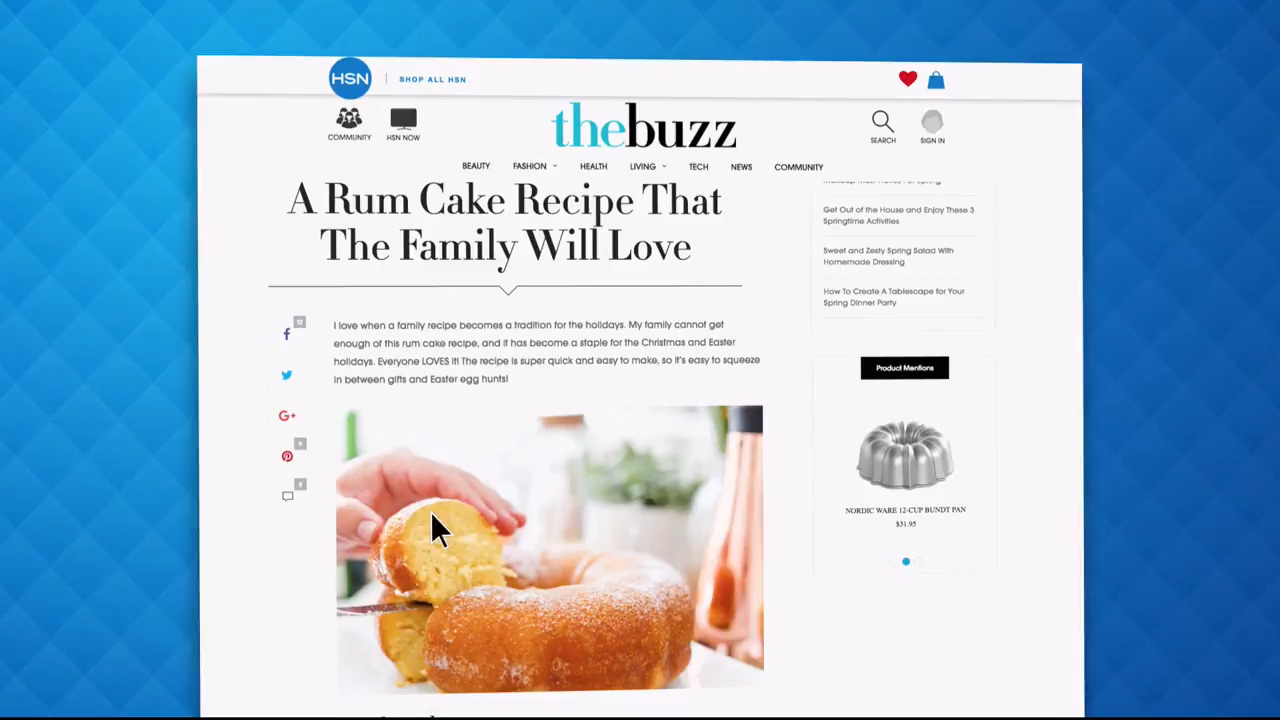 HSN
SHOP ALL HSN
COMMUNITY
HSN NOW
thebuzz
SEARCH
SIGN IN
BEAUTY FASHION HEALTH LIVING TECH NEWS COMMUNITY
A Rum Cake Recipe That
The Family Will Love
I love when a family recipe becomes a tradition for the holidays. My family cannot get
enough of this rum cake recipe, and it has become a staple for the Christmas and Easter
holidays. Everyone LOVES it! The recipe is super quick and easy to make, so it's easy to squeeze
in between gifts and Easter egg hunts!
17
9
0
Get Out of the House and Enjoy These 3
Springtime Activities
Sweet and Zesty Spring Salad With
Homemade Dressing
How To Create A Tablescape for Your
Spring Dinner Party
Product Mentions
NORDIC WARE 12-CUP BUNDT PAN
$31.95